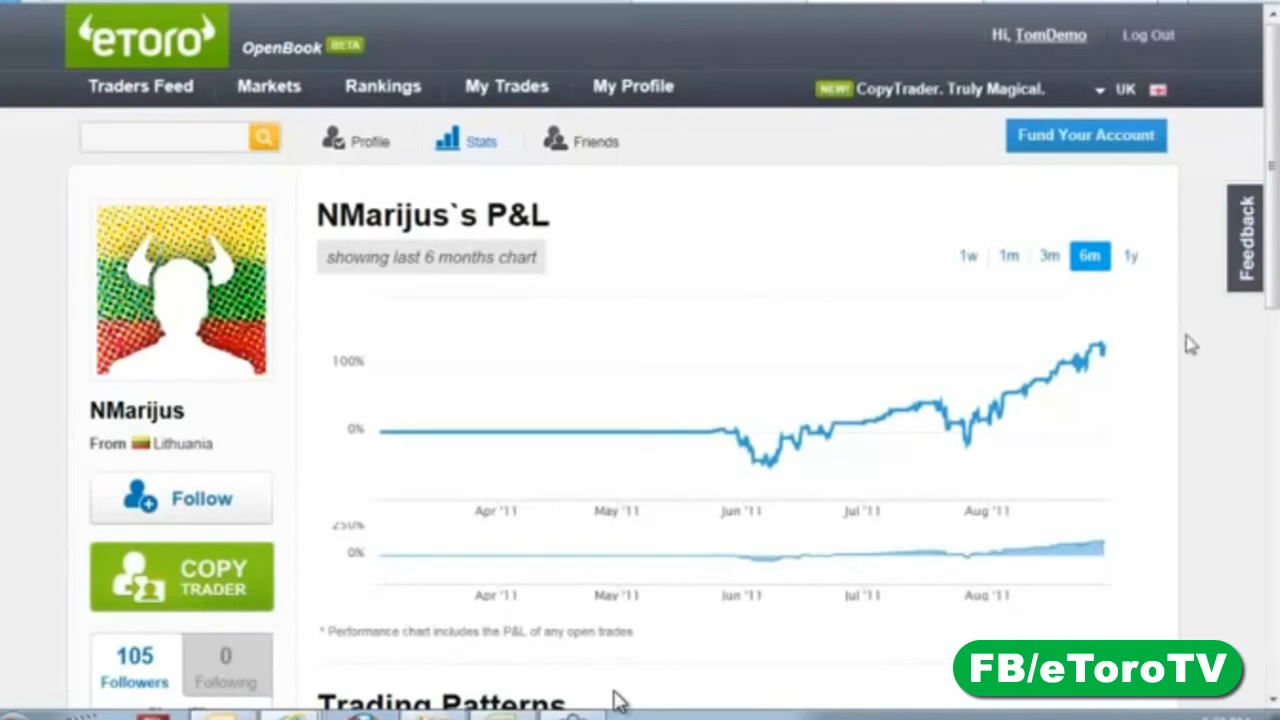 eToro OpenBook BETA
Hi, TomDemo Log Out
Traders Feed Markets Rankings My Trades My Profile
NEW! CopyTrader. Truly Magical. UK
Profile Stats Friends Fund Your Account
Feedback
NMarijus`s P&L
showing last 6 months chart
1w 1m 3m 6m 1y
100%
0%
Apr '11 May '11 Jun '11 Jul '11 Aug '11
250%
0%
Apr '11 May '11 Jun '11 Jul '11 Aug '11
* Performance chart includes the P&L of any open trades
NMarijus
From Lithuania
Follow
COPY
TRADER
105 0
Followers Following
Trading Patterns
FB/eToroTV